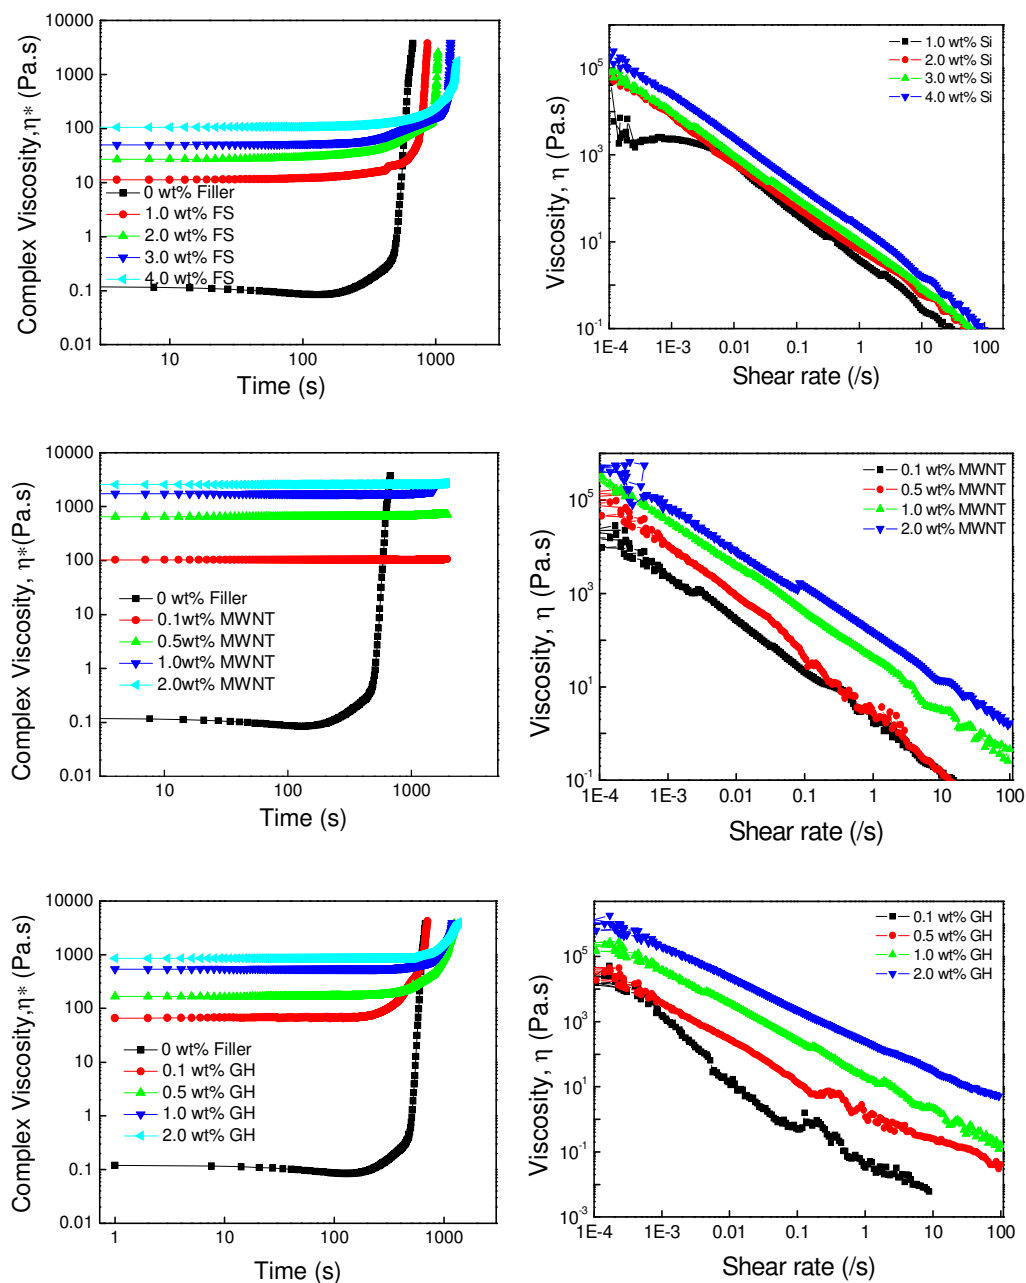 Complex Viscosity,η* (Pa.s)
10000
1000
100
10
1
0.1
0.01
0 wt% Filler
1.0 wt% FS
2.0 wt% FS
3.0 wt% FS
4.0 wt% FS
10
100
1000
Time (s)
Viscosity, η (Pa.s)
10^5
10^3
10^1
10^-1
1.0 wt% Si
2.0 wt% Si
3.0 wt% Si
4.0 wt% Si
1E-4
1E-3
0.01
0.1
1
10
100
Shear rate (/s)
Complex Viscosity, η*(Pa.s)
10000
1000
100
10
1
0.1
0.01
0 wt% Filler
0.1wt% MWNT
0.5wt% MWNT
1.0wt% MWNT
2.0wt% MWNT
10
100
1000
Time (s)
Viscosity, η (Pa.s)
10^5
10^3
10^1
10^-1
0.1 wt% MWNT
0.5 wt% MWNT
1.0 wt% MWNT
2.0 wt% MWNT
1E-4
1E-3
0.01
0.1
1
10
100
Shear rate (/s)
Complex Viscosity,η* (Pa.s)
10000
1000
100
10
1
0.1
0.01
0 wt% Filler
0.1 wt% GH
0.5 wt% GH
1.0 wt% GH
2.0 wt% GH
1
10
100
1000
Time (s)
Viscosity, η (Pa.s)
10^5
10^3
10^1
10^-1
10^-3
0.1 wt% GH
0.5 wt% GH
1.0 wt% GH
2.0 wt% GH
1E-4
1E-3
0.01
0.1
1
10
100
Shear rate (/s)